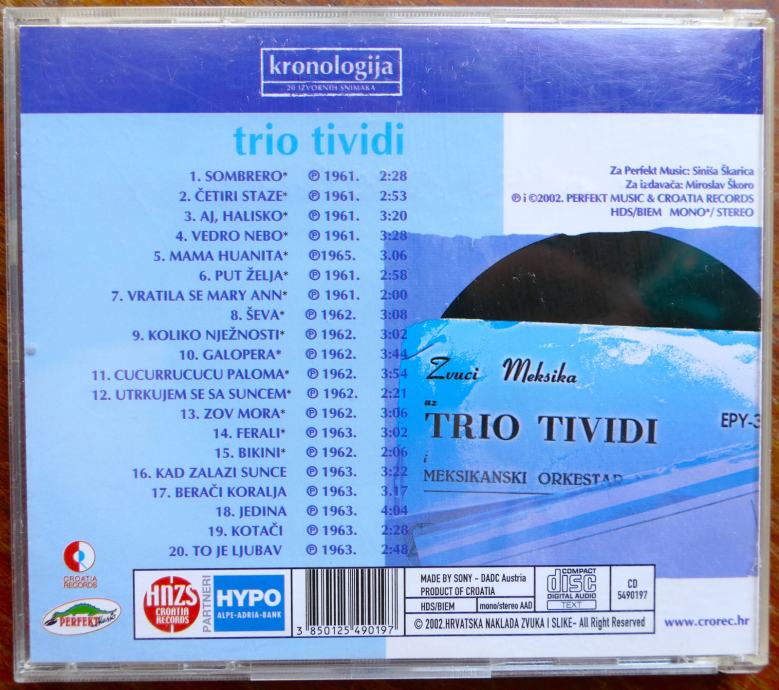 kronologija
20 IZVORNIH SNIMAKA
trio tividi
1. SOMBRERO* ℗ 1961. 2:28
2. ČETIRI STAZE* ℗ 1961. 2:53
3. AJ, HALISKO* ℗ 1961. 3:20
4. VEDRO NEBO* ℗ 1961. 3:28
5. MAMA HUANITA* ℗1965. 3.06
6. PUT ŽELJA* ℗ 1961. 2:58
7. VRATILA SE MARY ANN* ℗ 1961. 2:00
8. ŠEVA* ℗ 1962. 3:08
9. KOLIKO NJEŽNOSTI* ℗ 1962. 3:02
10. GALOPERA* ℗ 1962. 3:44
11. CUCURRUCUCU PALOMA* ℗ 1962. 3:54
12. UTRKUJEM SE SA SUNCEM* ℗ 1962. 2:21
13. ZOV MORA* ℗ 1962. 3:06
14. FERALI* ℗ 1963. 3:02
15. BIKINI* ℗ 1962. 2:06
16. KAD ZALAZI SUNCE ℗ 1963. 3:22
17. BERAČI KORALJA ℗ 1963. 3.17
18. JEDINA ℗ 1963. 4:04
19. KOTAČI ℗ 1963. 2:28
20. TO JE LJUBAV ℗ 1963. 2:48
Za Perfekt Music: Siniša Škarica
Za izdavača: Miroslav Škoro
℗ i ©2002. PERFEKT MUSIC & CROATIA RECORDS
HDS/BIEM MONO*/ STEREO
Zvuci Meksika
uz
TRIO TIVIDI
EPY-3
i
MEKSIKANSKI ORKESTAR
CROATIA
RECORDS
PERFEKT Music
HNZS
CROATIA
RECORDS
PARTNERI
HYPO
ALPE-ADRIA-BANK
3 850125 490197
MADE BY SONY - DADC Austria
PRODUCT OF CROATIA
HDS/BIEM mono/stereo AAD
COMPACT
disc
DIGITAL AUDIO
TEXT
CD
5490197
© 2002.HRVATSKA NAKLADA ZVUKA I SLIKE- All Right Reserved
www.crorec.hr